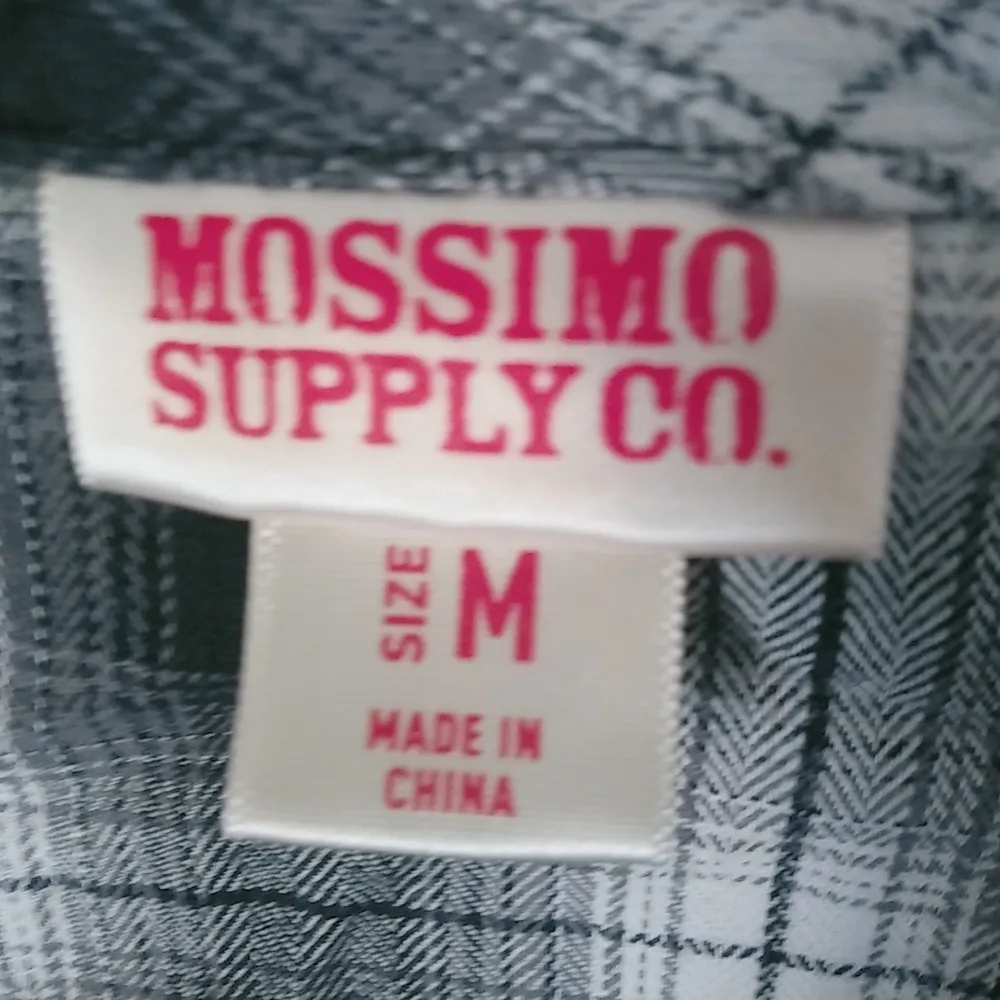 MOSSIMO
SUPPLY CO.
SIZE M
MADE IN
CHINA